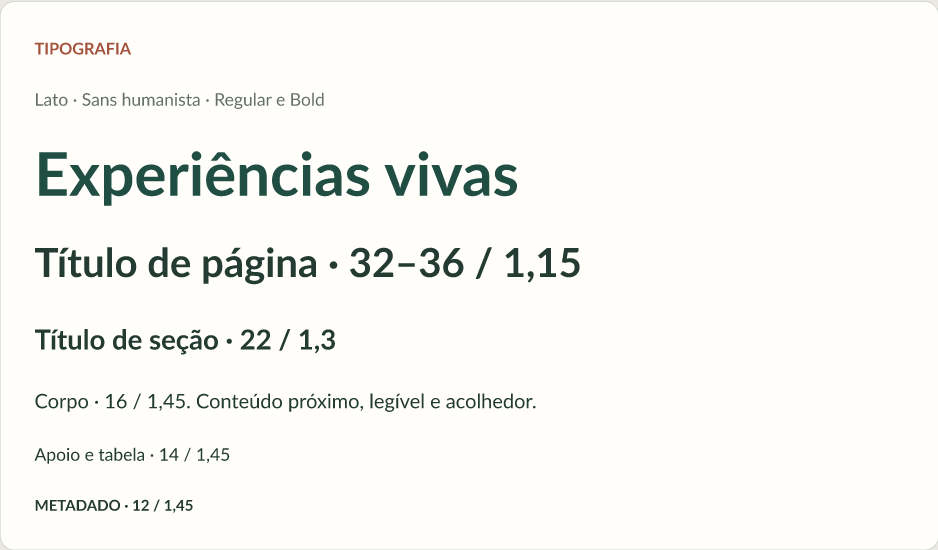 TIPOGRAFIA
Lato · Sans humanista · Regular e Bold
Experiências vivas
Título de página · 32–36 / 1,15
Título de seção · 22 / 1,3
Corpo · 16 / 1,45. Conteúdo próximo, legível e acolhedor.
Apoio e tabela · 14 / 1,45
METADADO · 12 / 1,45